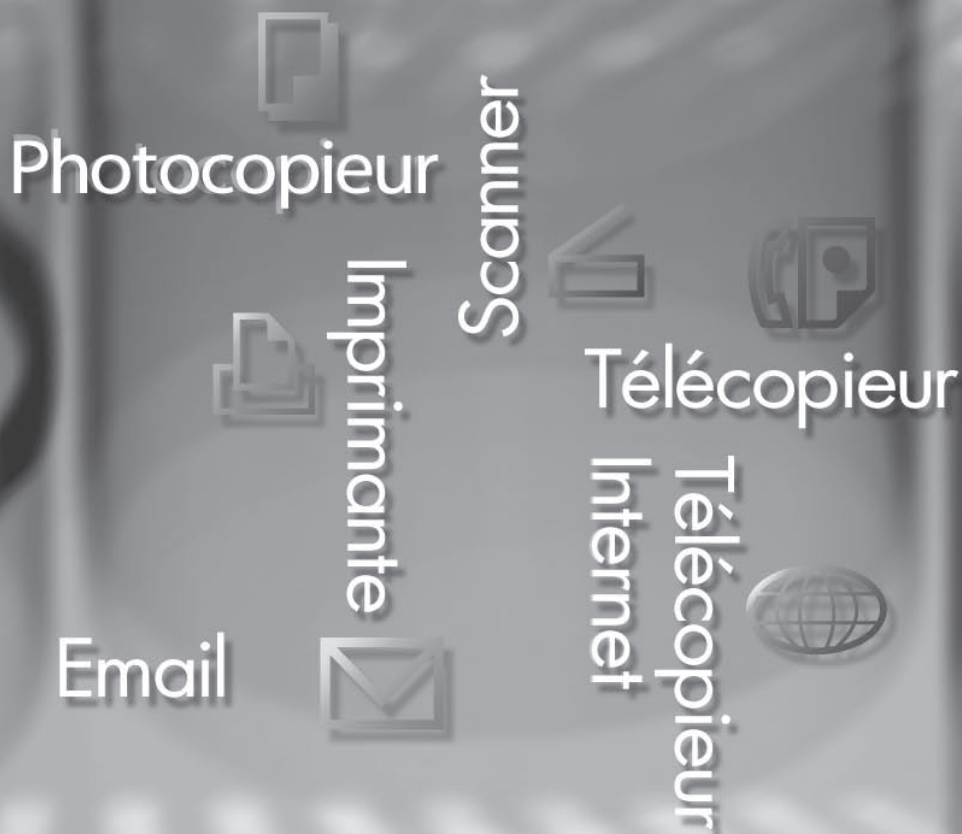 Photocopieur
Scanner
Imprimante
Télécopieur
Télécopieur
Internet
Email